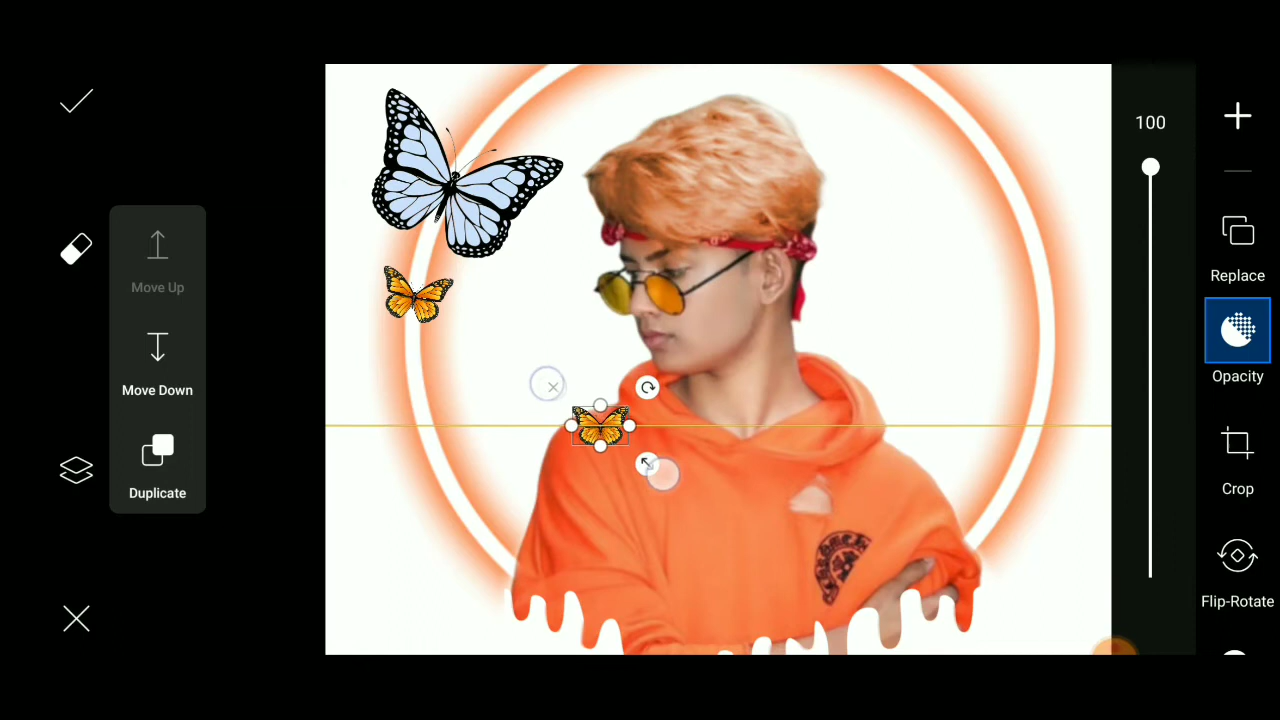 100
Move Up
Move Down
Duplicate
Replace
Opacity
Crop
Flip-Rotate